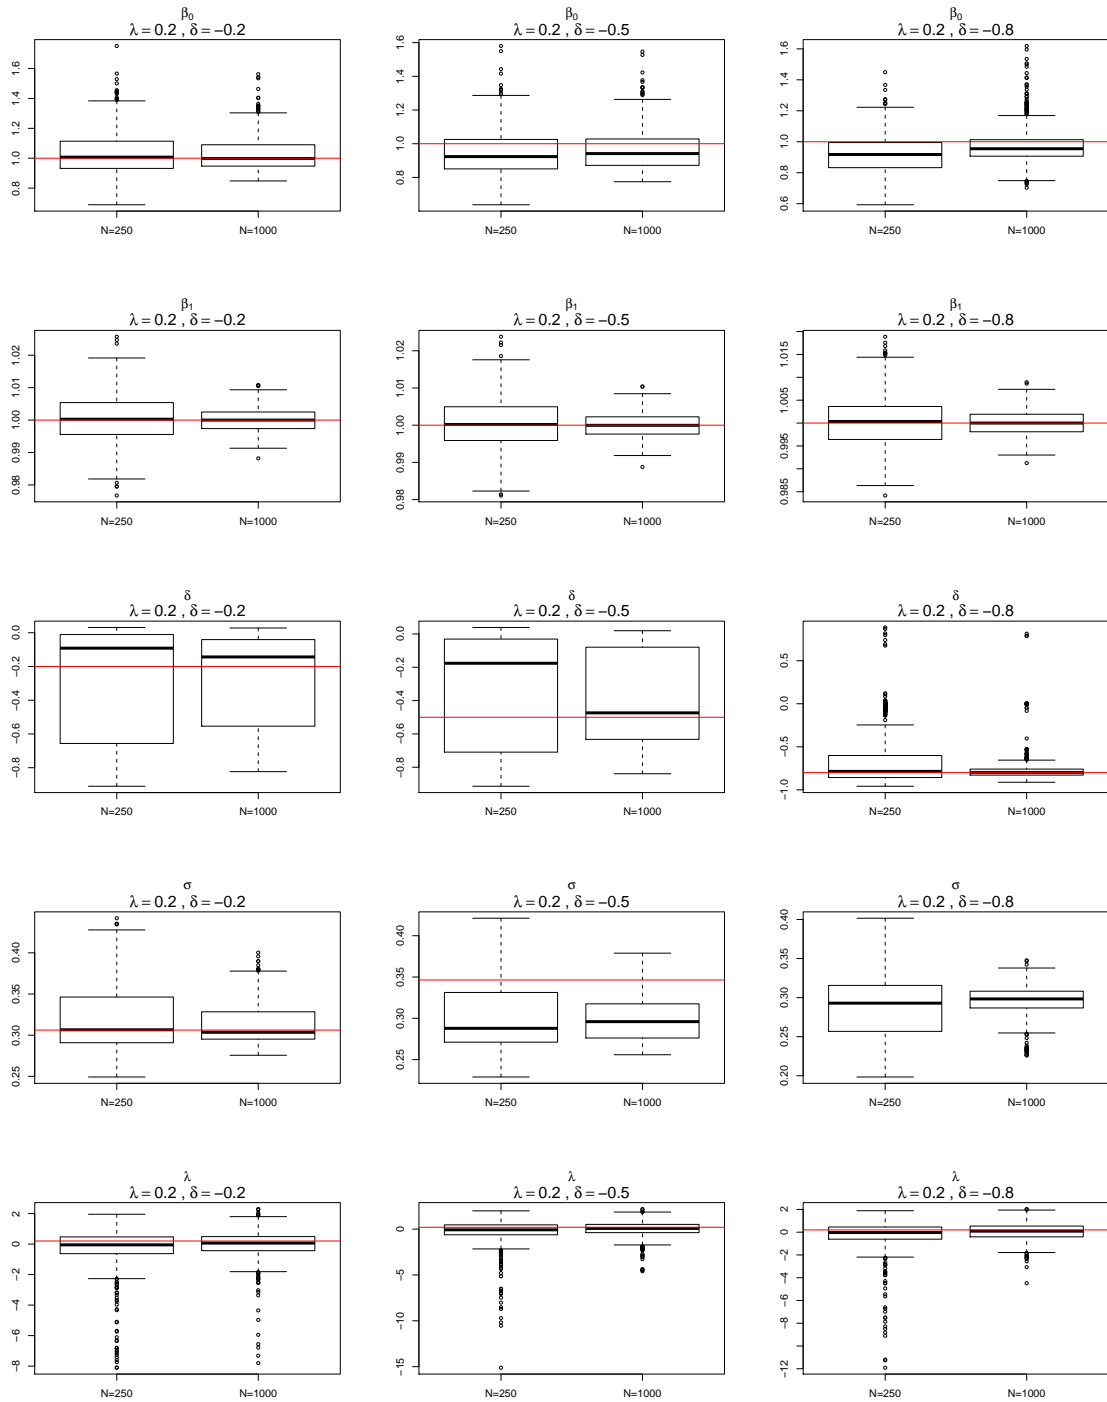 β₀
λ = 0.2 , δ = −0.2
0.8 1.0 1.2 1.4 1.6
N=250 N=1000
β₀
λ = 0.2 , δ = −0.5
0.8 1.0 1.2 1.4 1.6
N=250 N=1000
β₀
λ = 0.2 , δ = −0.8
0.6 0.8 1.0 1.2 1.4 1.6
N=250 N=1000
β₁
λ = 0.2 , δ = −0.2
0.98 0.99 1.00 1.01 1.02
N=250 N=1000
β₁
λ = 0.2 , δ = −0.5
0.98 0.99 1.00 1.01 1.02
N=250 N=1000
β₁
λ = 0.2 , δ = −0.8
0.985 0.995 1.005 1.015
N=250 N=1000
δ
λ = 0.2 , δ = −0.2
−0.8 −0.6 −0.4 −0.2 0.0
N=250 N=1000
δ
λ = 0.2 , δ = −0.5
−0.8 −0.6 −0.4 −0.2 0.0
N=250 N=1000
δ
λ = 0.2 , δ = −0.8
−1.0 −0.5 0.0 0.5
N=250 N=1000
σ
λ = 0.2 , δ = −0.2
0.25 0.30 0.35 0.40
N=250 N=1000
σ
λ = 0.2 , δ = −0.5
0.25 0.30 0.35 0.40
N=250 N=1000
σ
λ = 0.2 , δ = −0.8
0.20 0.25 0.30 0.35 0.40
N=250 N=1000
λ
λ = 0.2 , δ = −0.2
−8 −6 −4 −2 0 2
N=250 N=1000
λ
λ = 0.2 , δ = −0.5
−15 −10 −5 0
N=250 N=1000
λ
λ = 0.2 , δ = −0.8
−12 −10 −8 −6 −4 −2 0 2
N=250 N=1000